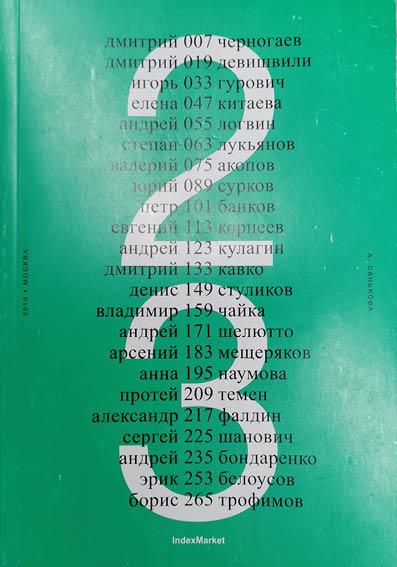 23
дмитрий 007 черногаев
дмитрий 019 девишвили
игорь 033 гурович
елена 047 китаева
андрей 055 логвин
степан 063 лукьянов
валерий 075 акопов
юрий 089 сурков
петр 101 банков
евгений 113 корнеев
андрей 123 кулагин
дмитрий 133 кавко
денис 149 стуликов
владимир 159 чайка
андрей 171 шелютто
арсений 183 мещеряков
анна 195 наумова
протей 209 темен
александр 217 фалдин
сергей 225 шанович
андрей 235 бондаренко
эрик 253 белоусов
борис 265 трофимов
2010 • МОСКВА
А. САНЬКОВА
IndexMarket